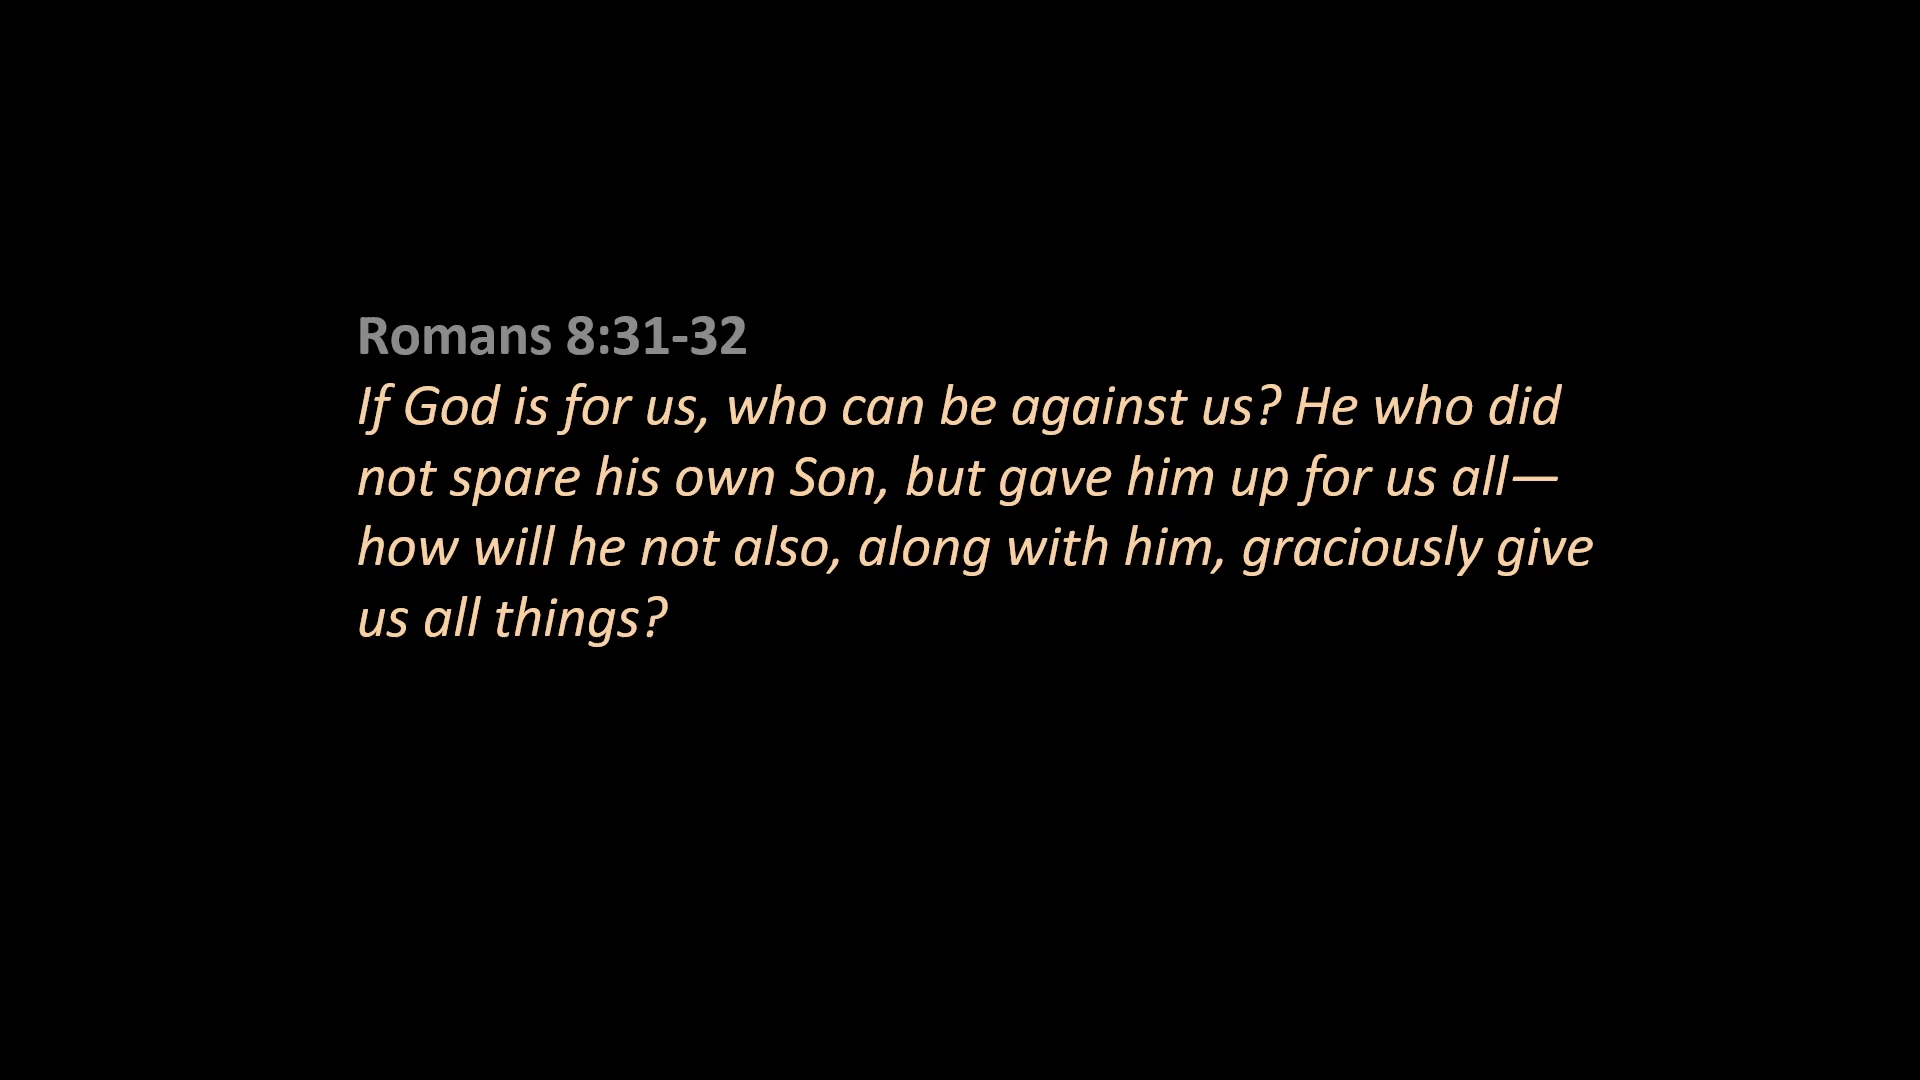 Romans 8:31-32
If God is for us, who can be against us? He who did
not spare his own Son, but gave him up for us all—
how will he not also, along with him, graciously give
us all things?